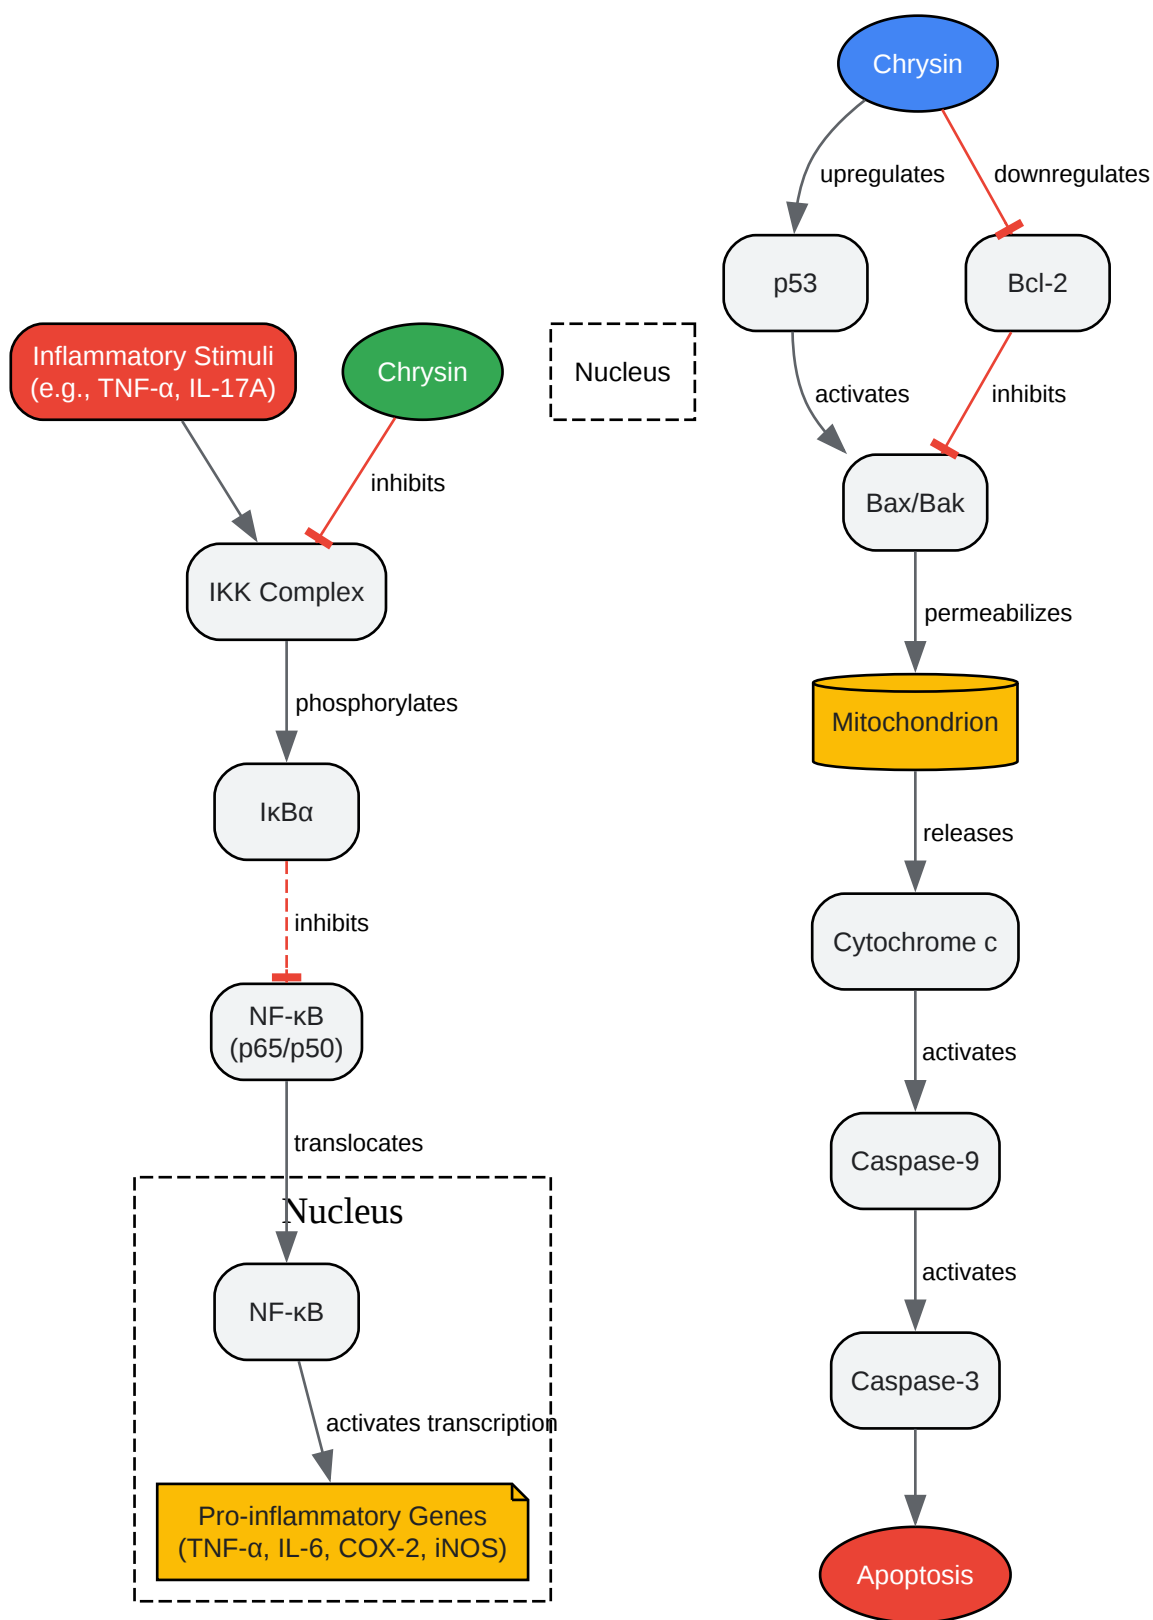 Inflammatory Stimuli
(e.g., TNF-α, IL-17A)
Chrysin
inhibits
IKK Complex
phosphorylates
IκBα
inhibits
NF-κB
(p65/p50)
translocates
Nucleus
NF-κB
activates transcription
Pro-inflammatory Genes
(TNF-α, IL-6, COX-2, iNOS)
Nucleus
Chrysin
upregulates
downregulates
p53
Bcl-2
activates
inhibits
Bax/Bak
permeabilizes
Mitochondrion
releases
Cytochrome c
activates
Caspase-9
activates
Caspase-3
Apoptosis